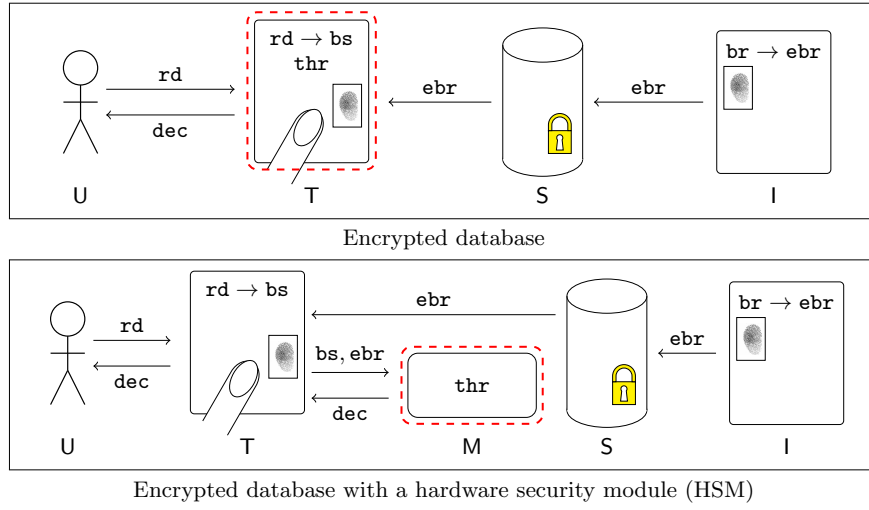 rd → bs
thr
br → ebr
rd
dec
ebr
ebr
U
T
S
I
Encrypted database
rd → bs
br → ebr
rd
dec
ebr
bs, ebr
dec
thr
ebr
U
T
M
S
I
Encrypted database with a hardware security module (HSM)